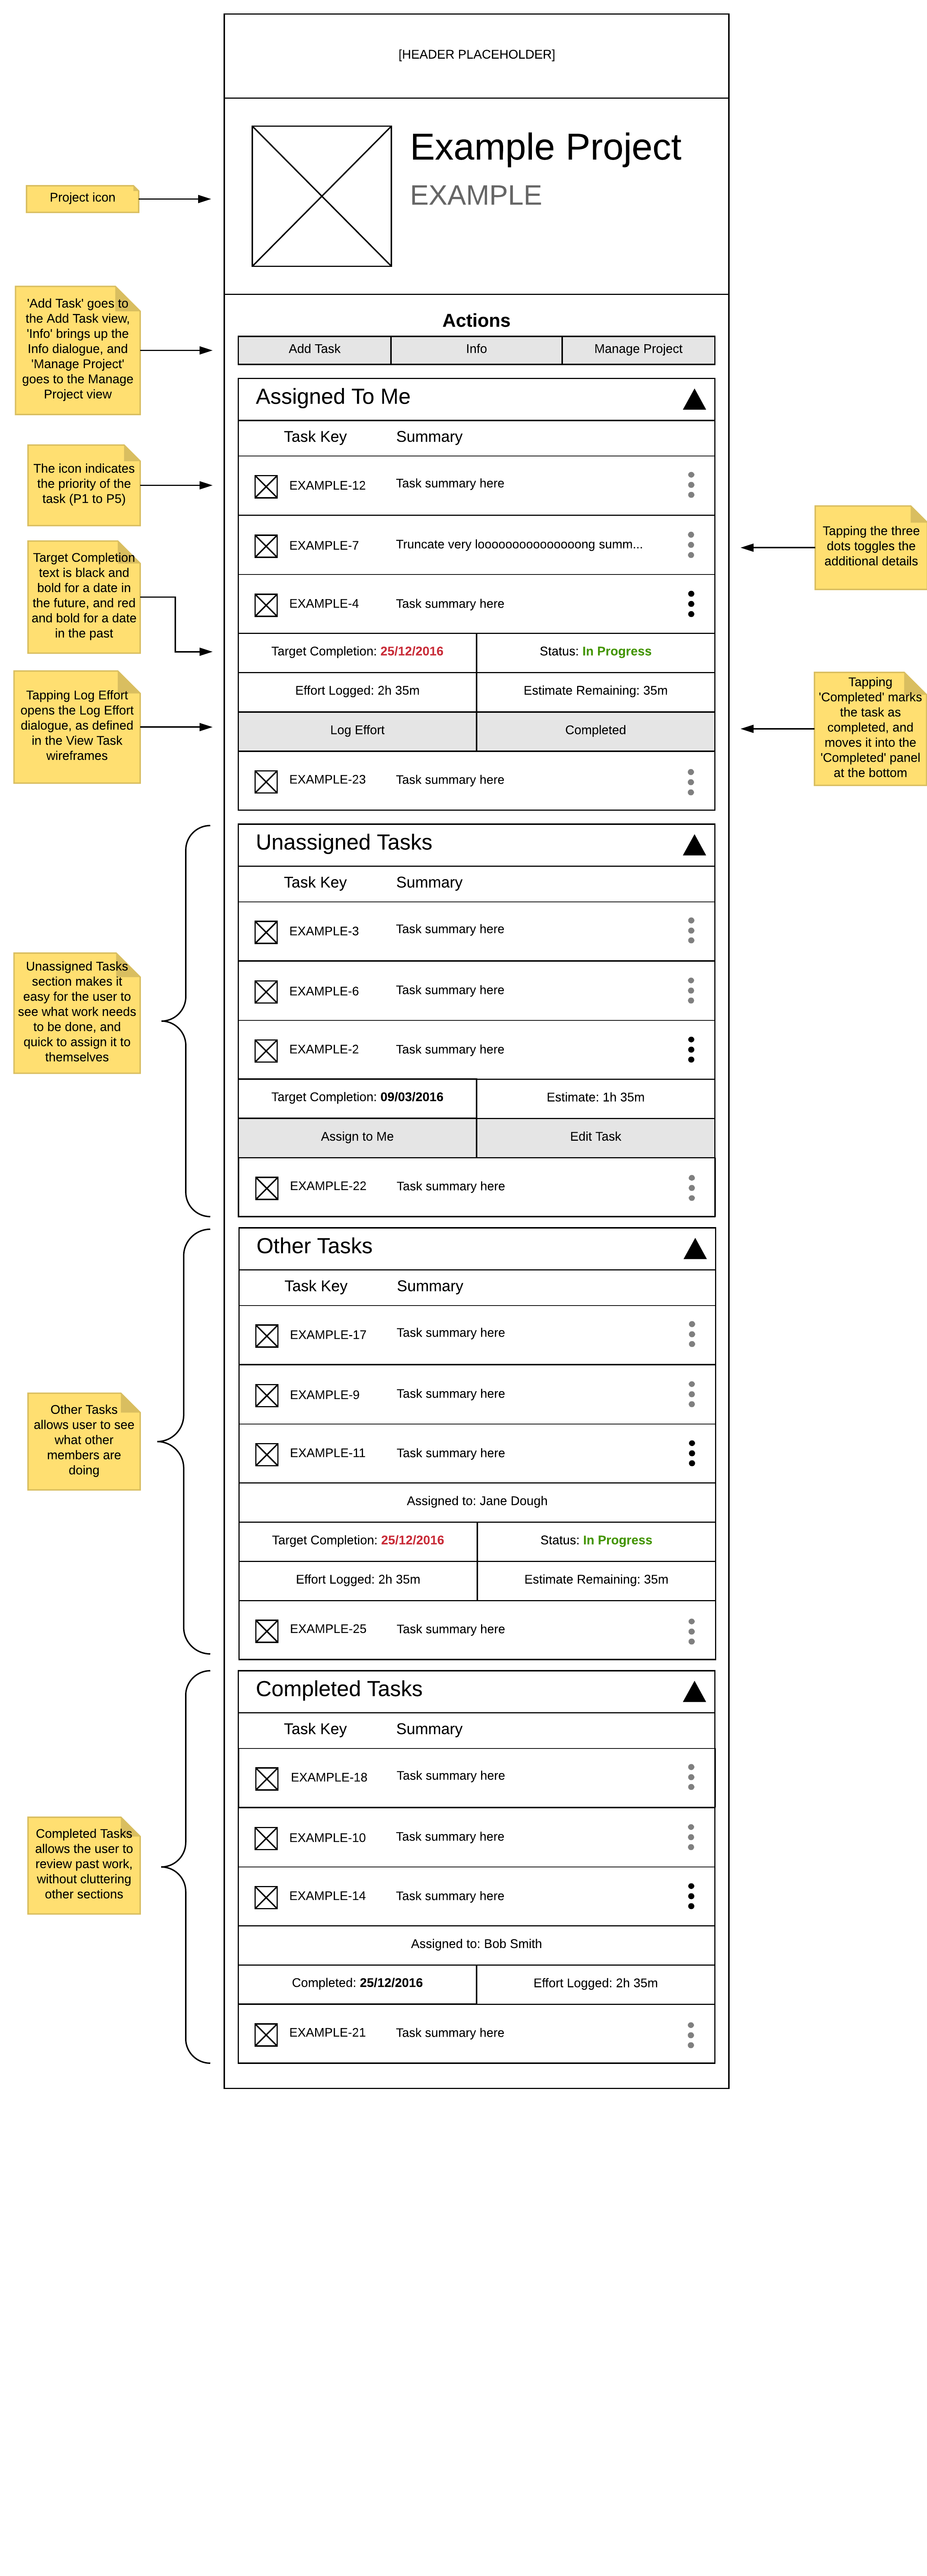 [HEADER PLACEHOLDER]
Example Project
EXAMPLE
Project icon
'Add Task' goes to
the Add Task view,
'Info' brings up the
Info dialogue, and
'Manage Project'
goes to the Manage
Project view
Actions
Add Task Info Manage Project
Assigned To Me
Task Key Summary
The icon indicates
the priority of the
task (P1 to P5)
EXAMPLE-12 Task summary here
EXAMPLE-7 Truncate very looooooooooooooong summ...
Tapping the three
dots toggles the
additional details
EXAMPLE-4 Task summary here
Target Completion
text is black and
bold for a date in
the future, and red
and bold for a date
in the past
Target Completion: 25/12/2016 Status: In Progress
Effort Logged: 2h 35m Estimate Remaining: 35m
Tapping Log Effort
opens the Log Effort
dialogue, as defined
in the View Task
wireframes
Log Effort Completed
Tapping
'Completed' marks
the task as
completed, and
moves it into the
'Completed' panel
at the bottom
EXAMPLE-23 Task summary here
Unassigned Tasks
Task Key Summary
EXAMPLE-3 Task summary here
Unassigned Tasks
section makes it
easy for the user to
see what work needs
to be done, and
quick to assign it to
themselves
EXAMPLE-6 Task summary here
EXAMPLE-2 Task summary here
Target Completion: 09/03/2016 Estimate: 1h 35m
Assign to Me Edit Task
EXAMPLE-22 Task summary here
Other Tasks
Task Key Summary
EXAMPLE-17 Task summary here
EXAMPLE-9 Task summary here
Other Tasks
allows user to see
what other
members are
doing
EXAMPLE-11 Task summary here
Assigned to: Jane Dough
Target Completion: 25/12/2016 Status: In Progress
Effort Logged: 2h 35m Estimate Remaining: 35m
EXAMPLE-25 Task summary here
Completed Tasks
Task Key Summary
EXAMPLE-18 Task summary here
EXAMPLE-10 Task summary here
Completed Tasks
allows the user to
review past work,
without cluttering
other sections
EXAMPLE-14 Task summary here
Assigned to: Bob Smith
Completed: 25/12/2016 Effort Logged: 2h 35m
EXAMPLE-21 Task summary here